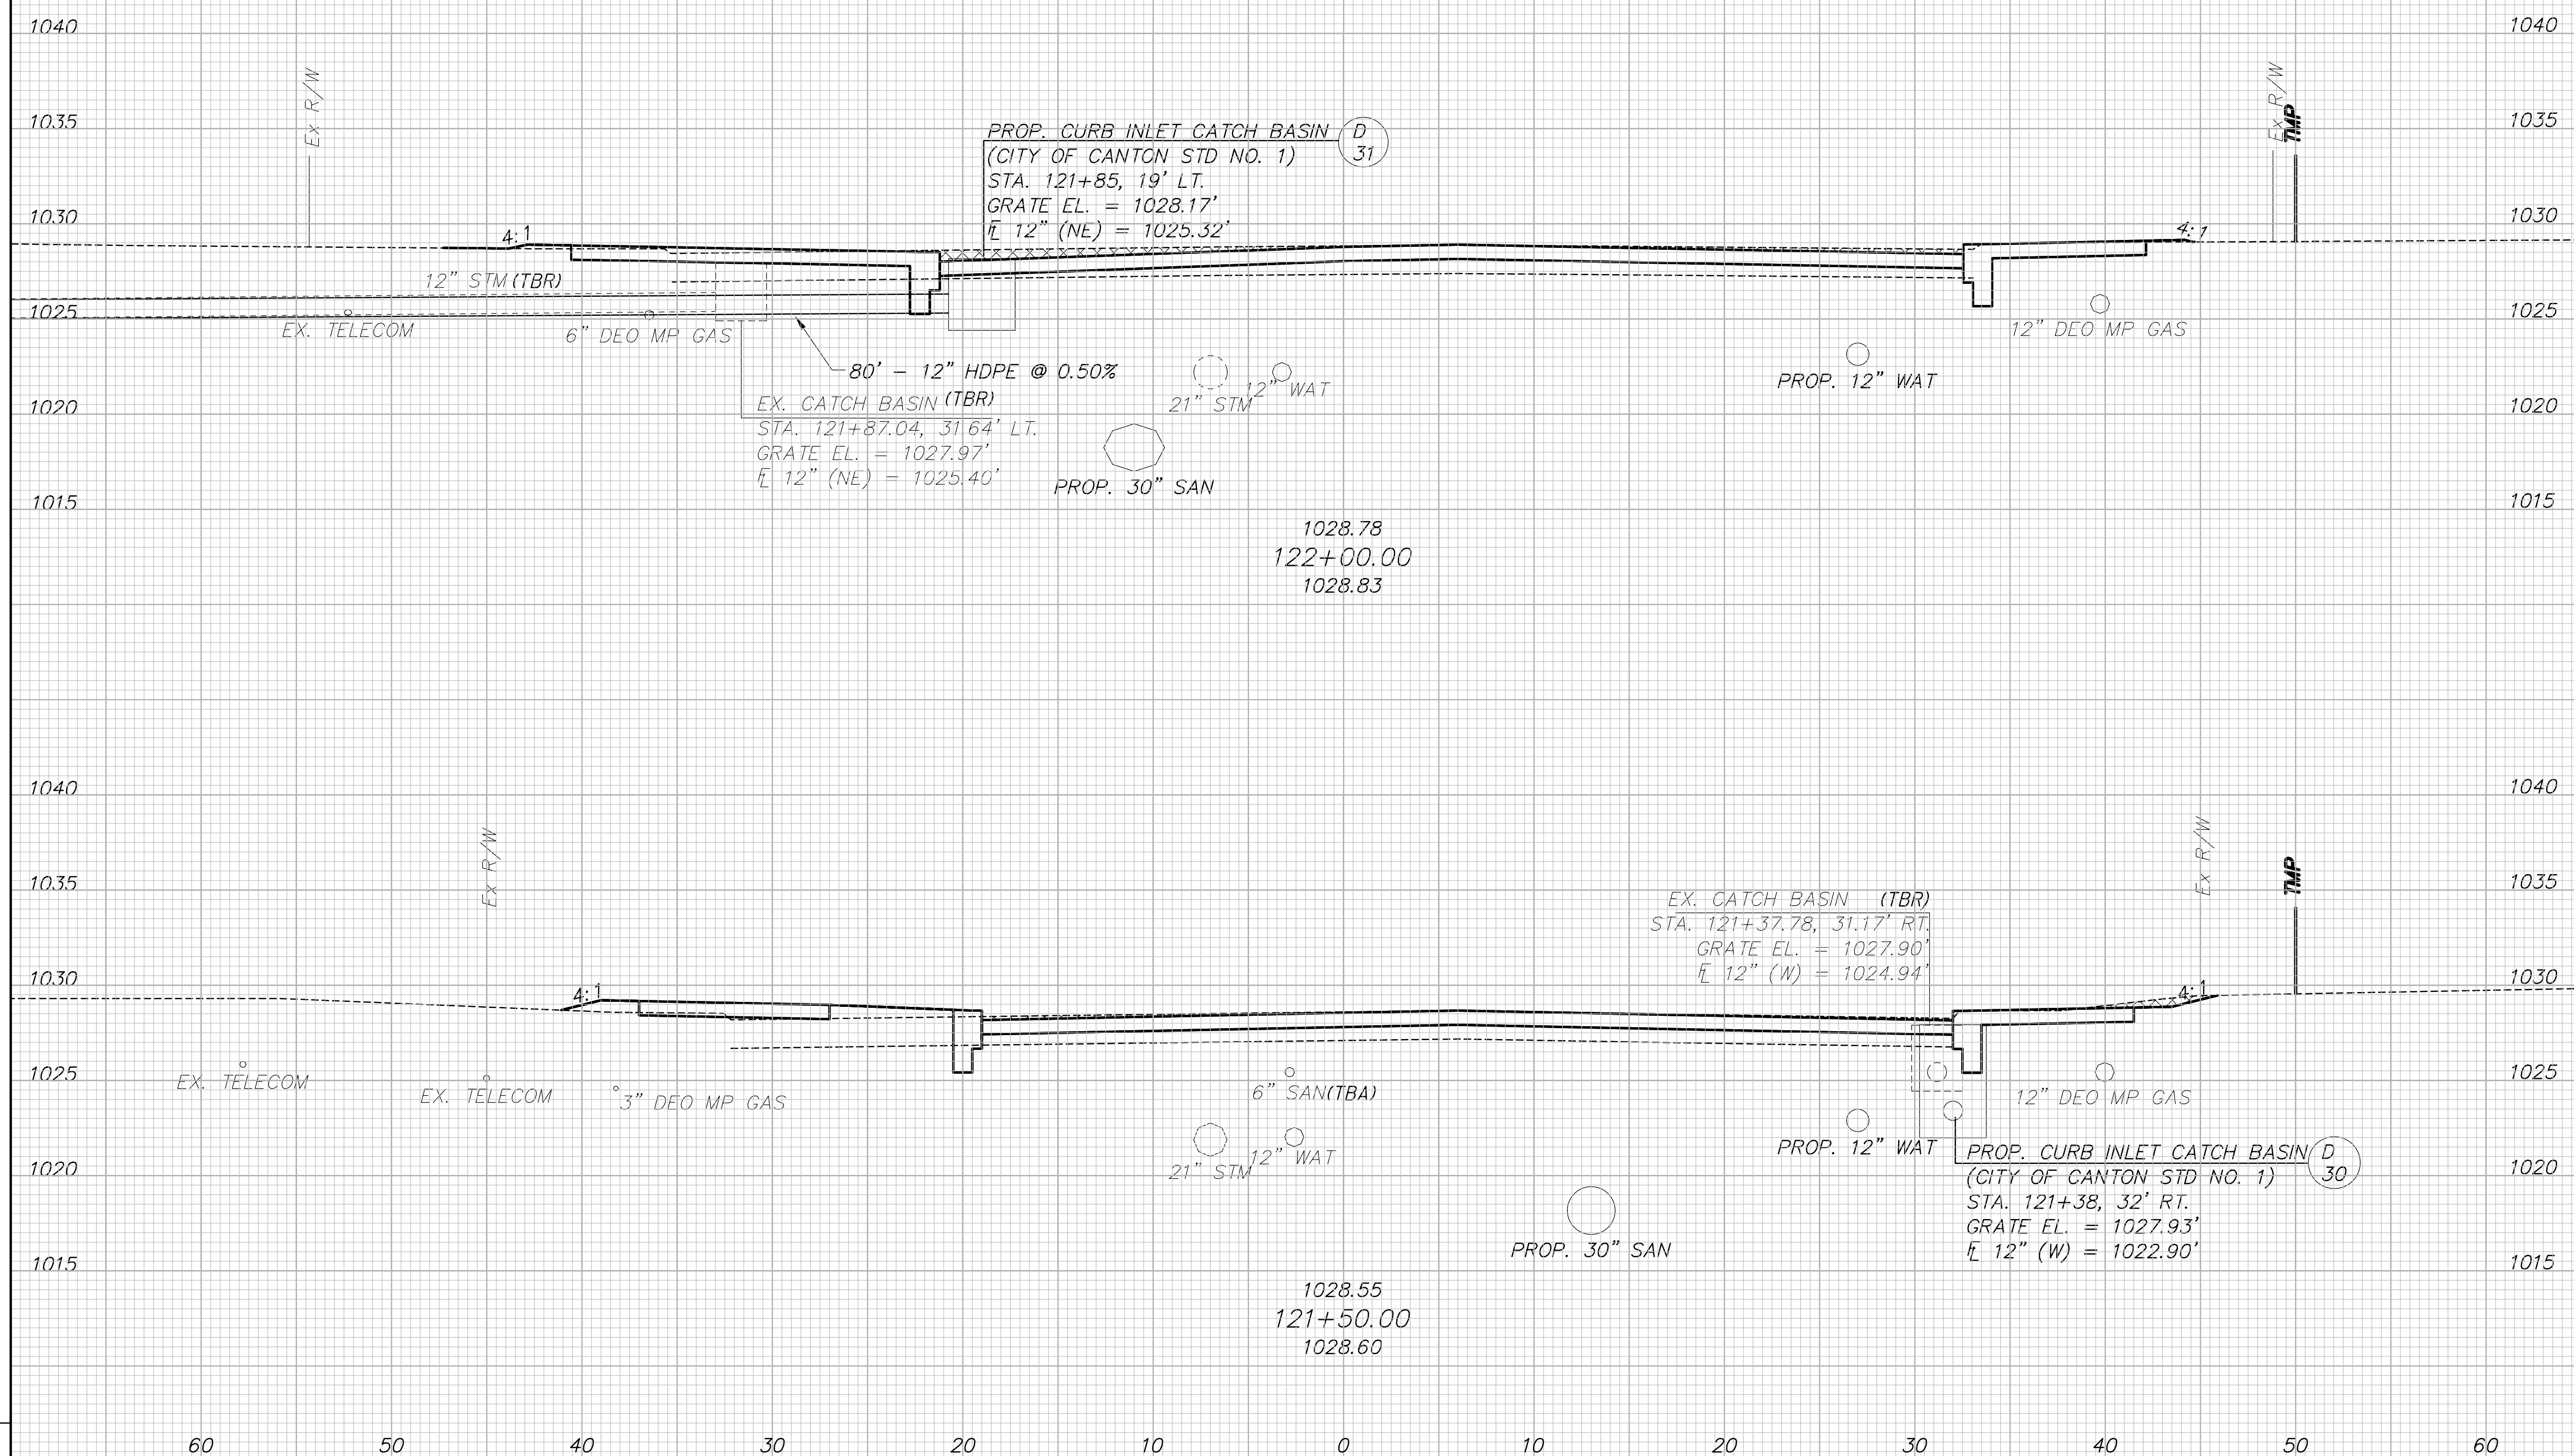 1040
1040
Ex R/W
Ex R/W
TMP
1035
1035
PROP. CURB INLET CATCH BASIN
D
31
(CITY OF CANTON STD NO. 1)
STA. 121+85, 19' LT.
GRATE EL. = 1028.17'
℄ 12" (NE) = 1025.32'
1030
1030
4:1
4:1
12" STM (TBR)
1025
1025
EX. TELECOM
6" DEO MP GAS
12" DEO MP GAS
80' - 12" HDPE @ 0.50%
21" STM
12" WAT
PROP. 12" WAT
EX. CATCH BASIN (TBR)
STA. 121+87.04, 31.64' LT.
GRATE EL. = 1027.97'
℄ 12" (NE) = 1025.40'
1020
1020
PROP. 30" SAN
1015
1015
1028.78
122+00.00
1028.83
1040
1040
Ex R/W
Ex R/W
TMP
1035
1035
EX. CATCH BASIN (TBR)
STA. 121+37.78, 31.17' RT.
GRATE EL. = 1027.90'
℄ 12" (W) = 1024.94'
1030
1030
4:1
4:1
1025
1025
EX. TELECOM
EX. TELECOM
3" DEO MP GAS
6" SAN(TBA)
12" DEO MP GAS
21" STM
12" WAT
PROP. 12" WAT
1020
1020
PROP. CURB INLET CATCH BASIN
D
30
(CITY OF CANTON STD NO. 1)
STA. 121+38, 32' RT.
GRATE EL. = 1027.93'
℄ 12" (W) = 1022.90'
PROP. 30" SAN
1015
1015
1028.55
121+50.00
1028.60
60 50 40 30 20 10 0 10 20 30 40 50 60